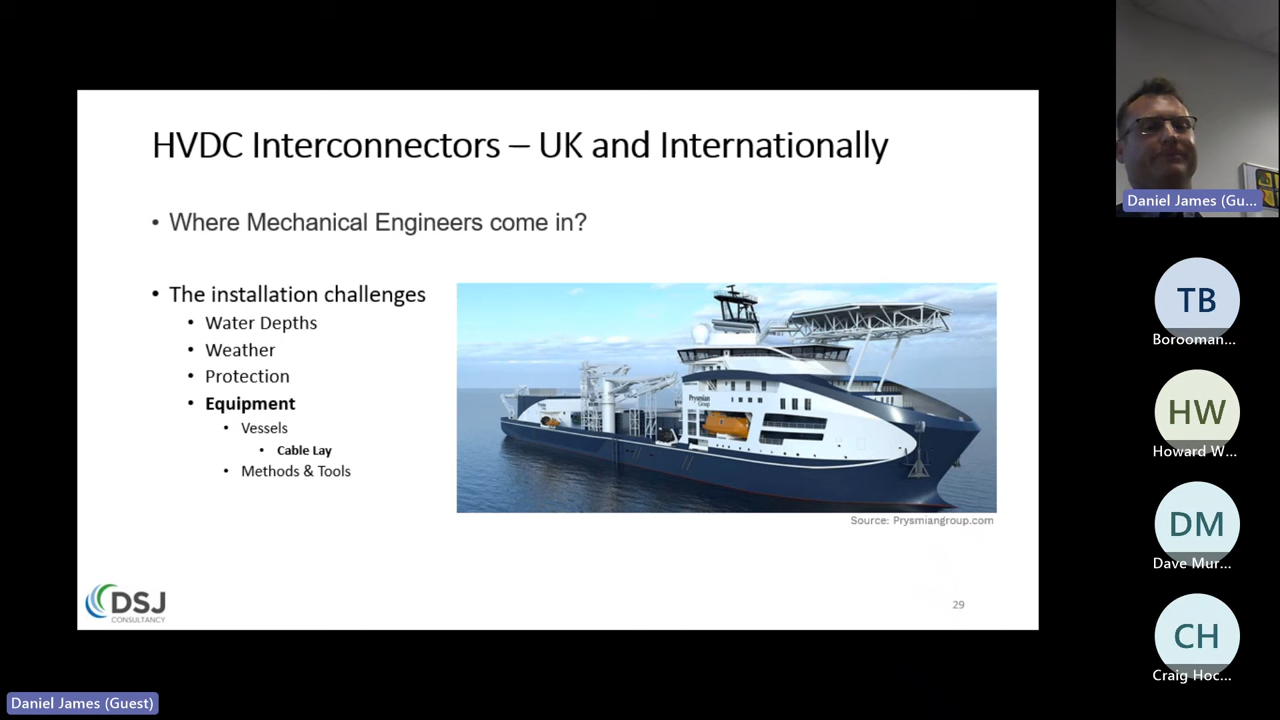 HVDC Interconnectors – UK and Internationally
• Where Mechanical Engineers come in?
• The installation challenges
• Water Depths
• Weather
• Protection
• Equipment
• Vessels
• Cable Lay
• Methods & Tools
Prysmian
Group
Source: Prysmiangroup.com
DSJ
CONSULTANCY
29
Daniel James (Gu...
TB
Borooman...
HW
Howard W...
DM
Dave Mur...
CH
Craig Hoc...
Daniel James (Guest)